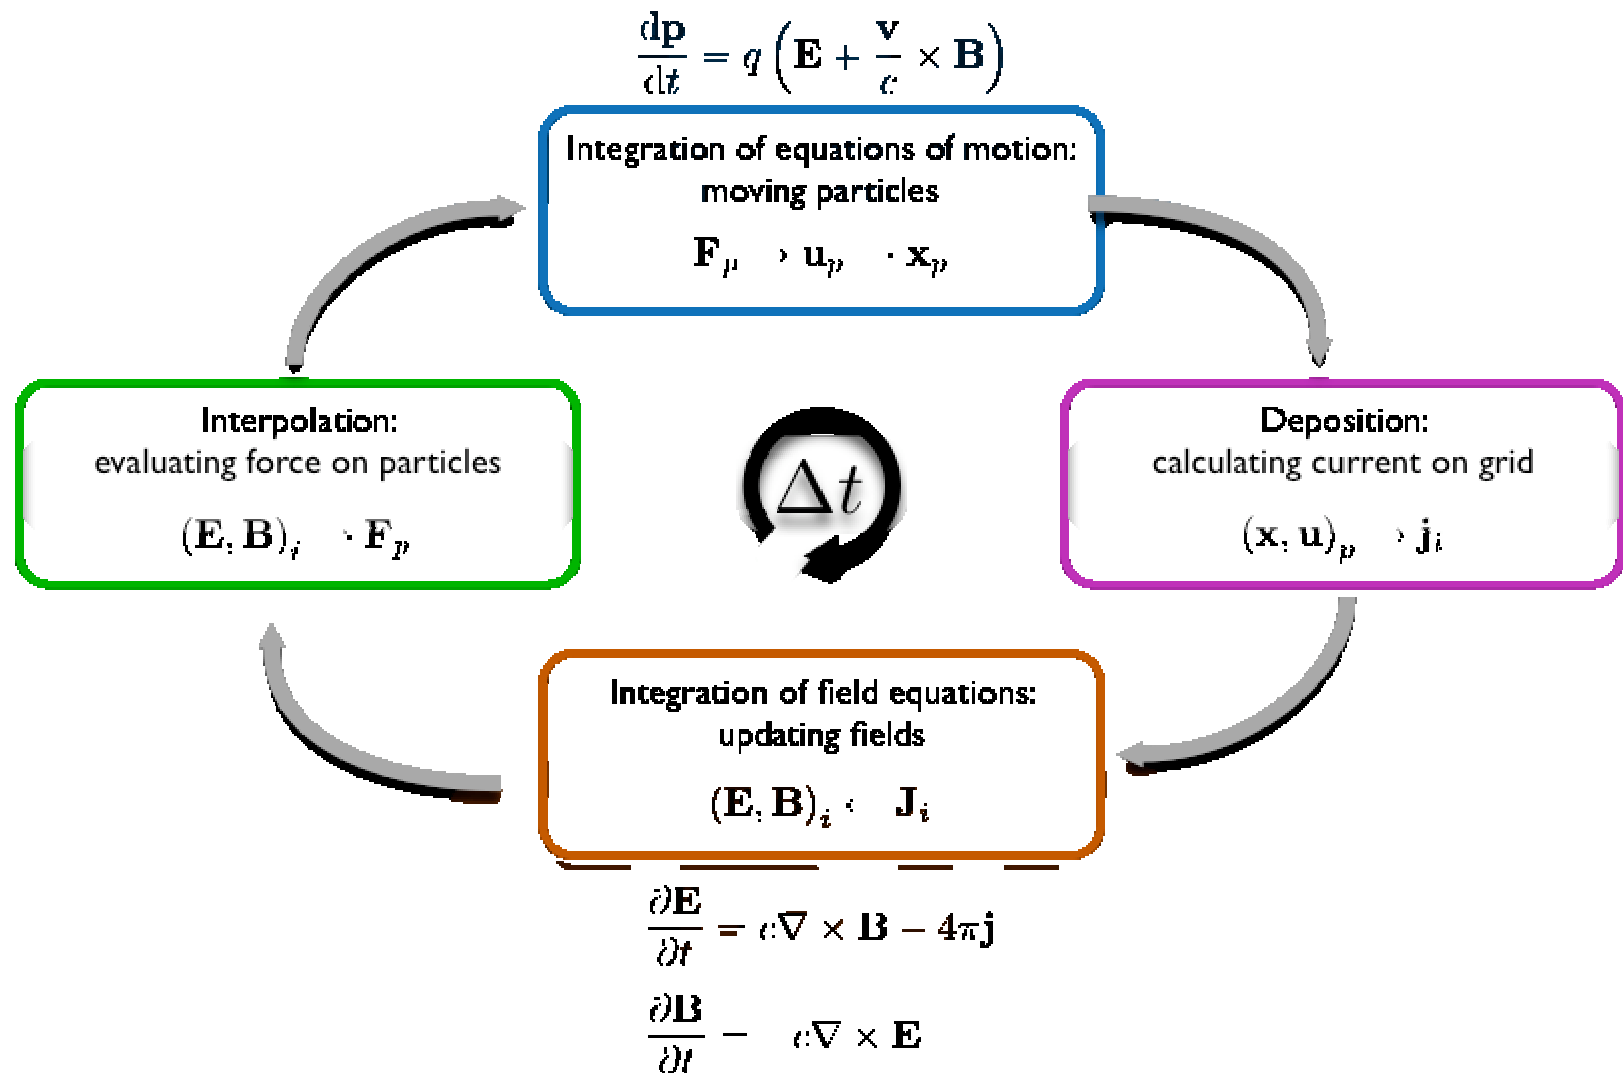 dp/dt = q (E + v/c × B)
Integration of equations of motion:
moving particles
F_p → u_p → x_p
Interpolation:
evaluating force on particles
(E, B)_i → F_p
Δt
Deposition:
calculating current on grid
(x, u)_p → j_i
Integration of field equations:
updating fields
(E, B)_i ← J_i
∂E/∂t = c∇ × B − 4πj
∂B/∂t = − c∇ × E